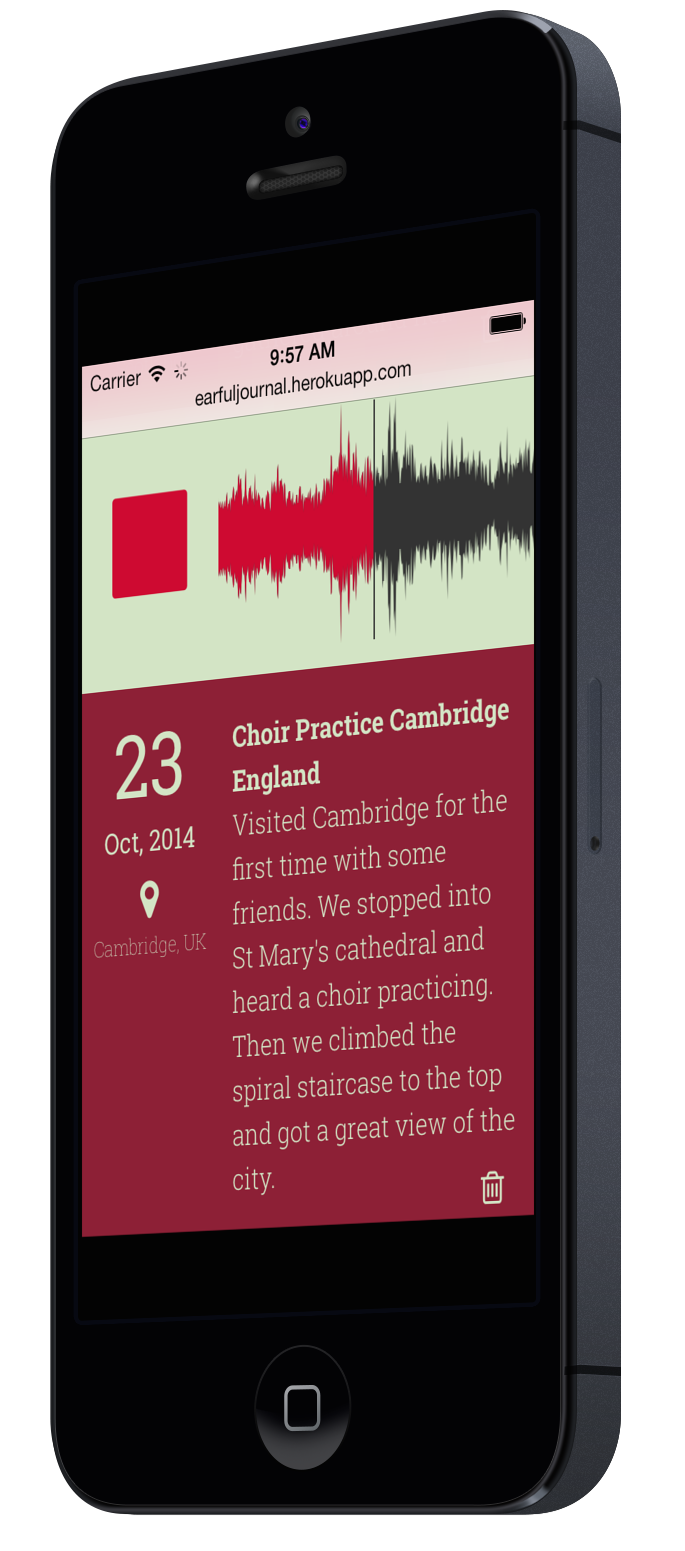 Carrier
9:57 AM
earfuljournal.herokuapp.com
23
Oct, 2014
Cambridge, UK
Choir Practice Cambridge
England
Visited Cambridge for the
first time with some
friends. We stopped into
St Mary's cathedral and
heard a choir practicing.
Then we climbed the
spiral staircase to the top
and got a great view of the
city.